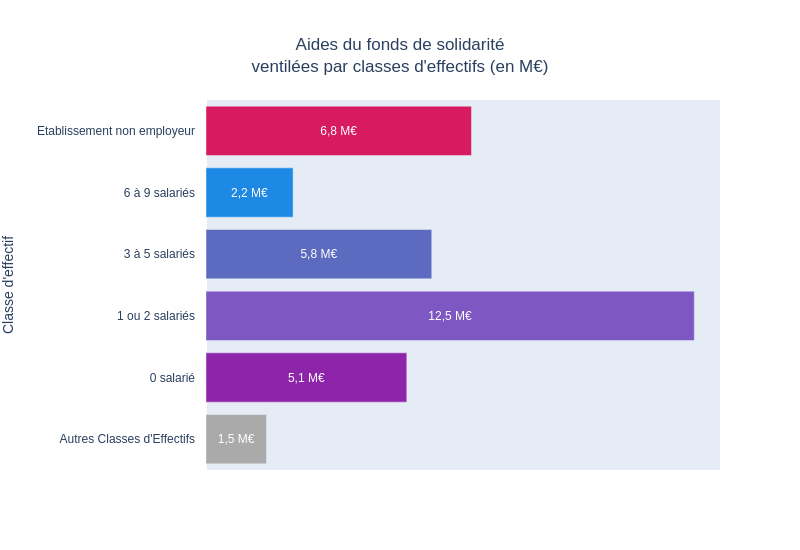 Aides du fonds de solidarité
ventilées par classes d'effectifs (en M€)
Classe d'effectif
Etablissement non employeur
6,8 M€
6 à 9 salariés
2,2 M€
3 à 5 salariés
5,8 M€
1 ou 2 salariés
12,5 M€
0 salarié
5,1 M€
Autres Classes d'Effectifs
1,5 M€